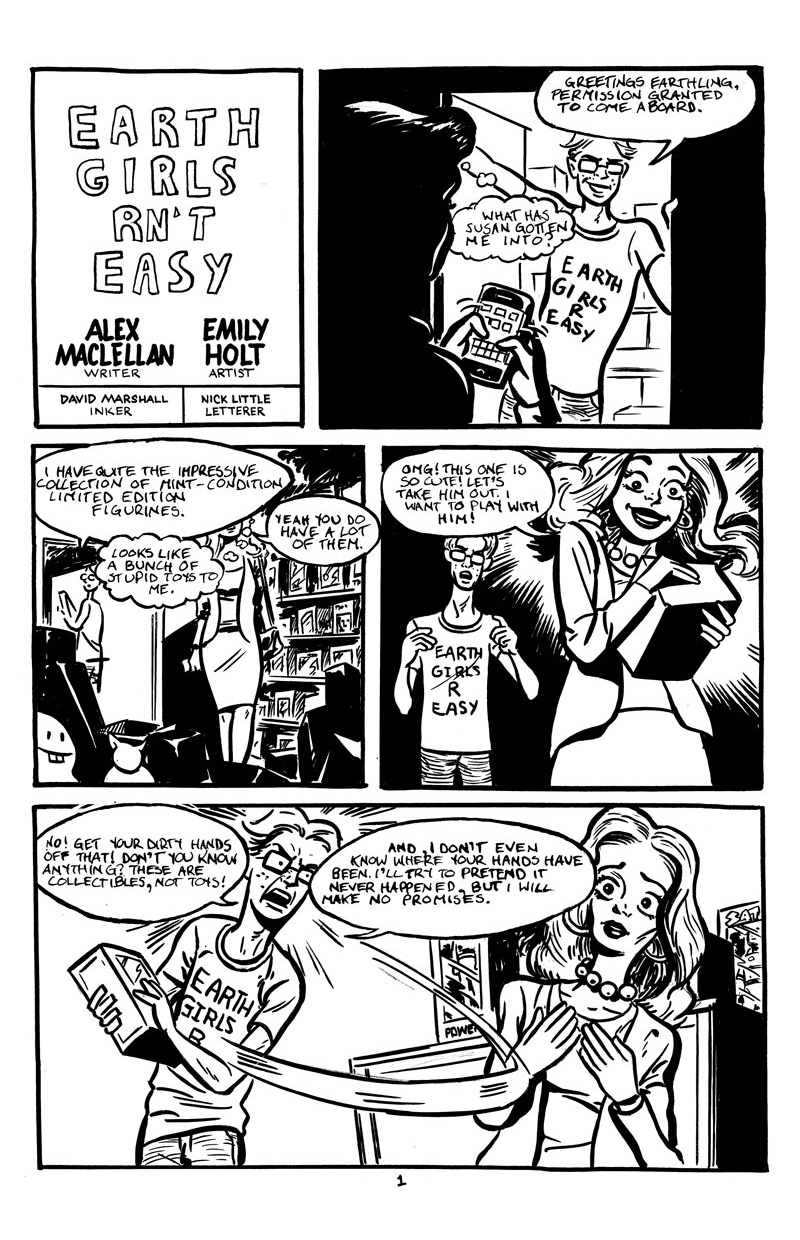 EARTH
GIRLS
RN'T
EASY
ALEX
MACLELLAN
WRITER
EMILY
HOLT
ARTIST
DAVID MARSHALL
INKER
NICK LITTLE
LETTERER
GREETINGS EARTHLING,
PERMISSION GRANTED
TO COME ABOARD.
WHAT HAS
SUSAN GOTTEN
ME INTO?
EARTH
GIRLS
R
EASY
I HAVE QUITE THE IMPRESSIVE
COLLECTION OF MINT-CONDITION
LIMITED EDITION
FIGURINES.
YEAH YOU DO
HAVE A LOT
OF THEM.
LOOKS LIKE
A BUNCH OF
STUPID TOYS TO
ME.
OMG! THIS ONE IS
SO CUTE! LET'S
TAKE HIM OUT. I
WANT TO PLAY WITH
HIM!
EARTH
GIRLS
R
EASY
NO! GET YOUR DIRTY HANDS
OFF THAT! DON'T YOU KNOW
ANYTHING? THESE ARE
COLLECTIBLES, NOT TOYS!
AND, I DON'T EVEN
KNOW WHERE YOUR HANDS HAVE
BEEN. I'LL TRY TO PRETEND IT
NEVER HAPPENED, BUT I WILL
MAKE NO PROMISES.
EARTH
GIRLS
R
POWER
1